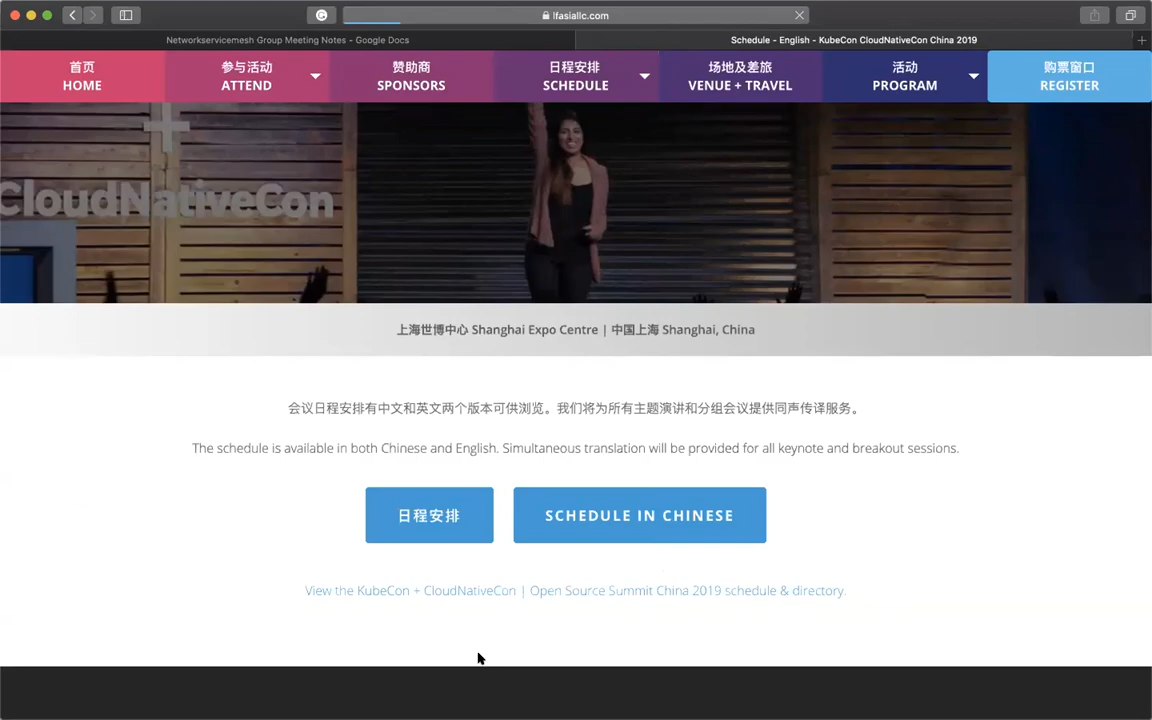 lfasiallc.com
Networkservicemesh Group Meeting Notes - Google Docs
Schedule - English - KubeCon CloudNativeCon China 2019
首页
HOME
参与活动
ATTEND
赞助商
SPONSORS
日程安排
SCHEDULE
场地及差旅
VENUE + TRAVEL
活动
PROGRAM
购票窗口
REGISTER
CloudNativeCon
上海世博中心 Shanghai Expo Centre | 中国上海 Shanghai, China
会议日程安排有中文和英文两个版本可供浏览。我们将为所有主题演讲和分组会议提供同声传译服务。
The schedule is available in both Chinese and English. Simultaneous translation will be provided for all keynote and breakout sessions.
日程安排
SCHEDULE IN CHINESE
View the KubeCon + CloudNativeCon | Open Source Summit China 2019 schedule & directory.